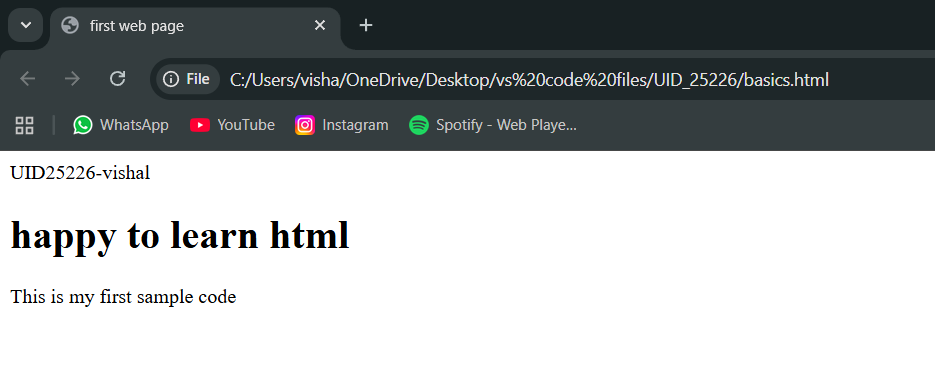 first web page
File C:/Users/visha/OneDrive/Desktop/vs%20code%20files/UID_25226/basics.html
WhatsApp YouTube Instagram Spotify - Web Playe...
UID25226-vishal
happy to learn html
This is my first sample code